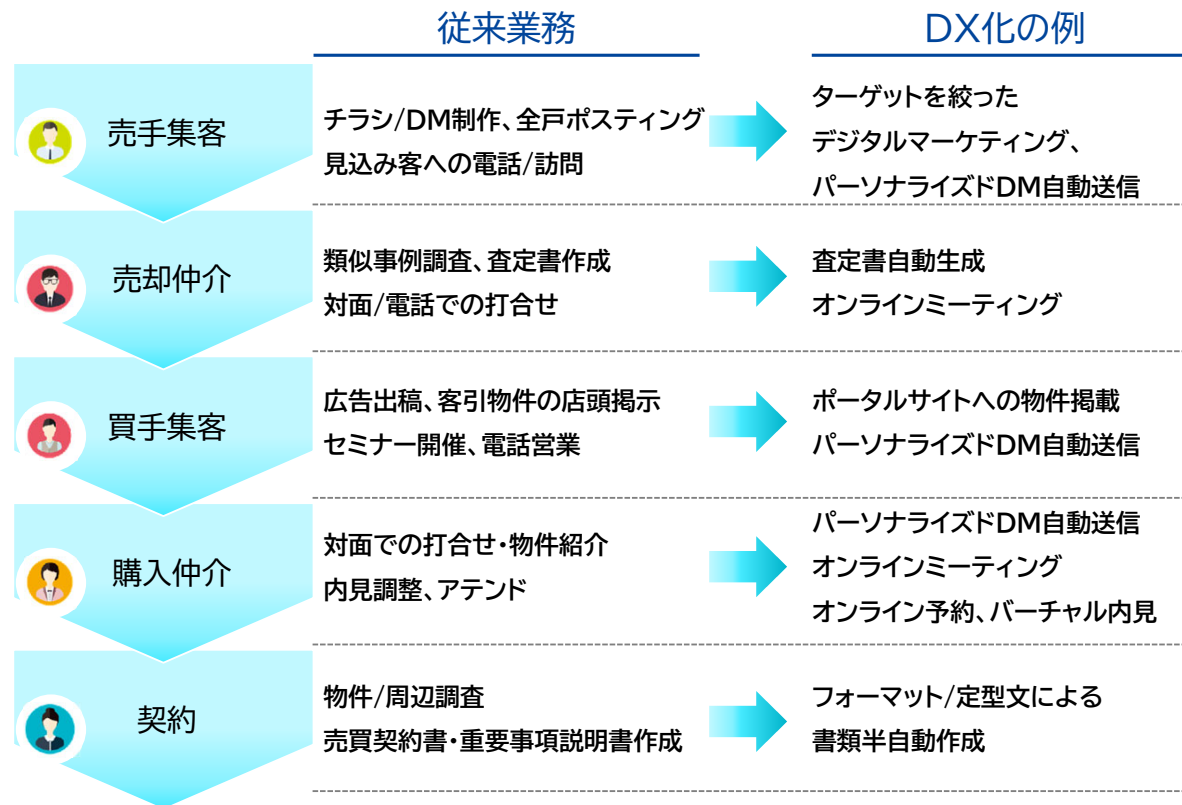 従来業務
DX化の例
売手集客
チラシ/DM制作、全戸ポスティング
見込み客への電話/訪問
ターゲットを絞った
デジタルマーケティング、
パーソナライズドDM自動送信
売却仲介
類似事例調査、査定書作成
対面/電話での打合せ
査定書自動生成
オンラインミーティング
買手集客
広告出稿、客引物件の店頭掲示
セミナー開催、電話営業
ポータルサイトへの物件掲載
パーソナライズドDM自動送信
購入仲介
対面での打合せ・物件紹介
内見調整、アテンド
パーソナライズドDM自動送信
オンラインミーティング
オンライン予約、バーチャル内見
契約
物件/周辺調査
売買契約書・重要事項説明書作成
フォーマット/定型文による
書類半自動作成